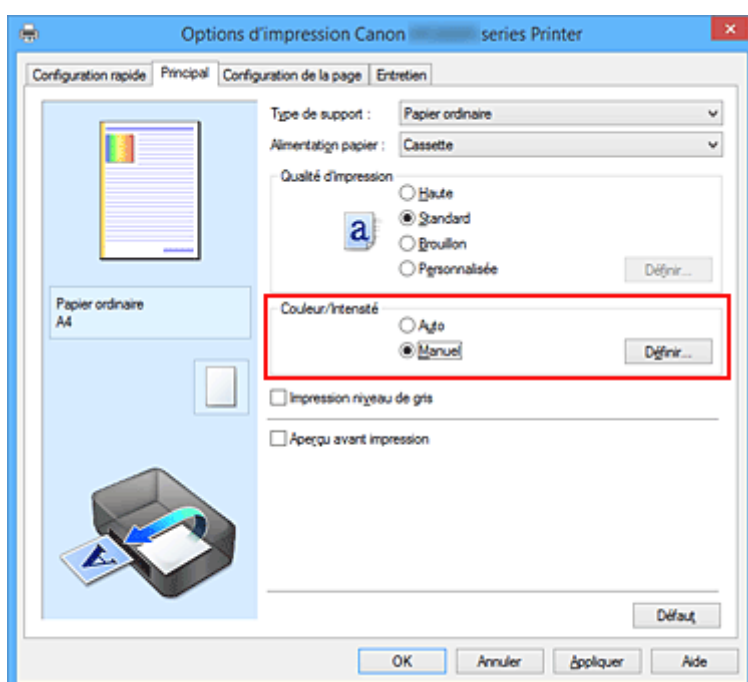 Options d'impression Canon series Printer
Configuration rapide Principal Configuration de la page Entretien
Type de support : Papier ordinaire
Alimentation papier : Cassette
Qualité d'impression
Haute
Standard
Brouillon
Personnalisée Définir...
Papier ordinaire
A4
Couleur/Intensité
Auto
Manuel Définir...
Impression niveau de gris
Aperçu avant impression
Défaut
OK Annuler Appliquer Aide